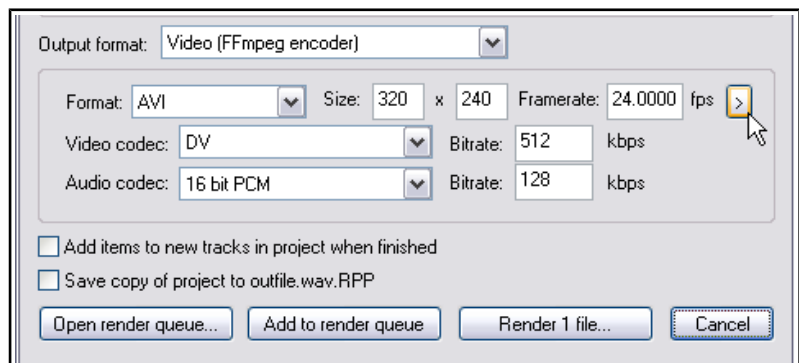 Output format: Video (FFmpeg encoder)
Format: AVI Size: 320 x 240 Framerate: 24.0000 fps >
Video codec: DV Bitrate: 512 kbps
Audio codec: 16 bit PCM Bitrate: 128 kbps
Add items to new tracks in project when finished
Save copy of project to outfile.wav.RPP
Open render queue... Add to render queue Render 1 file... Cancel